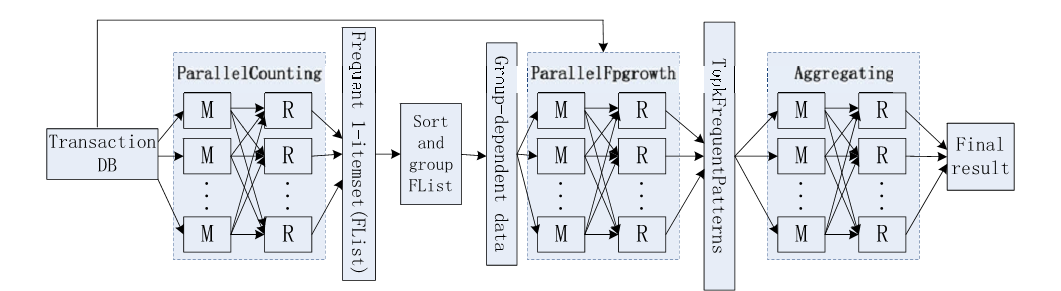 Transaction
DB
ParallelCounting
M
R
M
R
M
R
Frequent 1-itemset(FList)
Sort
and
group
FList
Group-dependent data
ParallelFpgrowth
M
R
M
R
M
R
TopkFrequentPatterns
Aggregating
M
R
M
R
M
R
Final
result